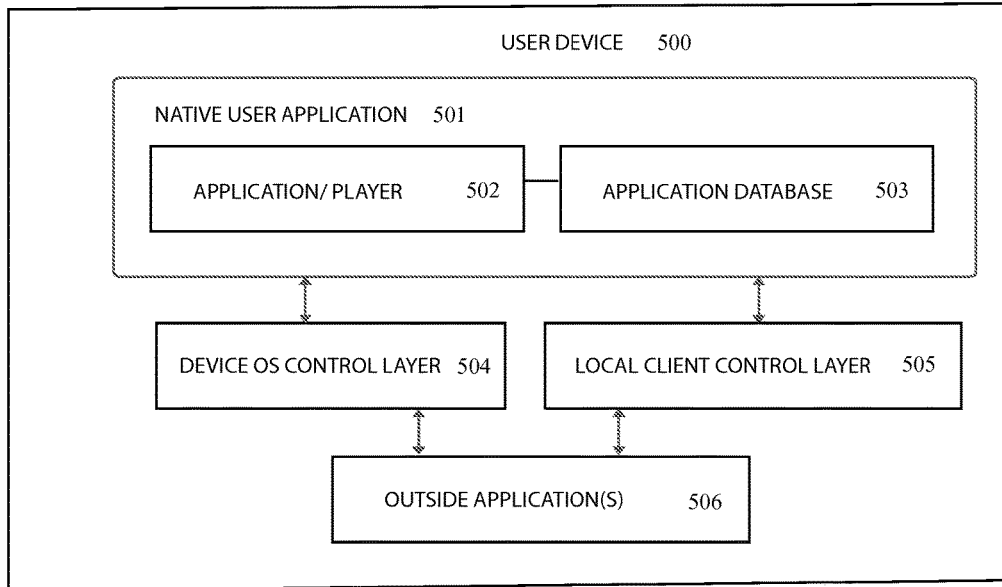 USER DEVICE 500
NATIVE USER APPLICATION 501
APPLICATION/ PLAYER 502
APPLICATION DATABASE 503
DEVICE OS CONTROL LAYER 504
LOCAL CLIENT CONTROL LAYER 505
OUTSIDE APPLICATION(S) 506